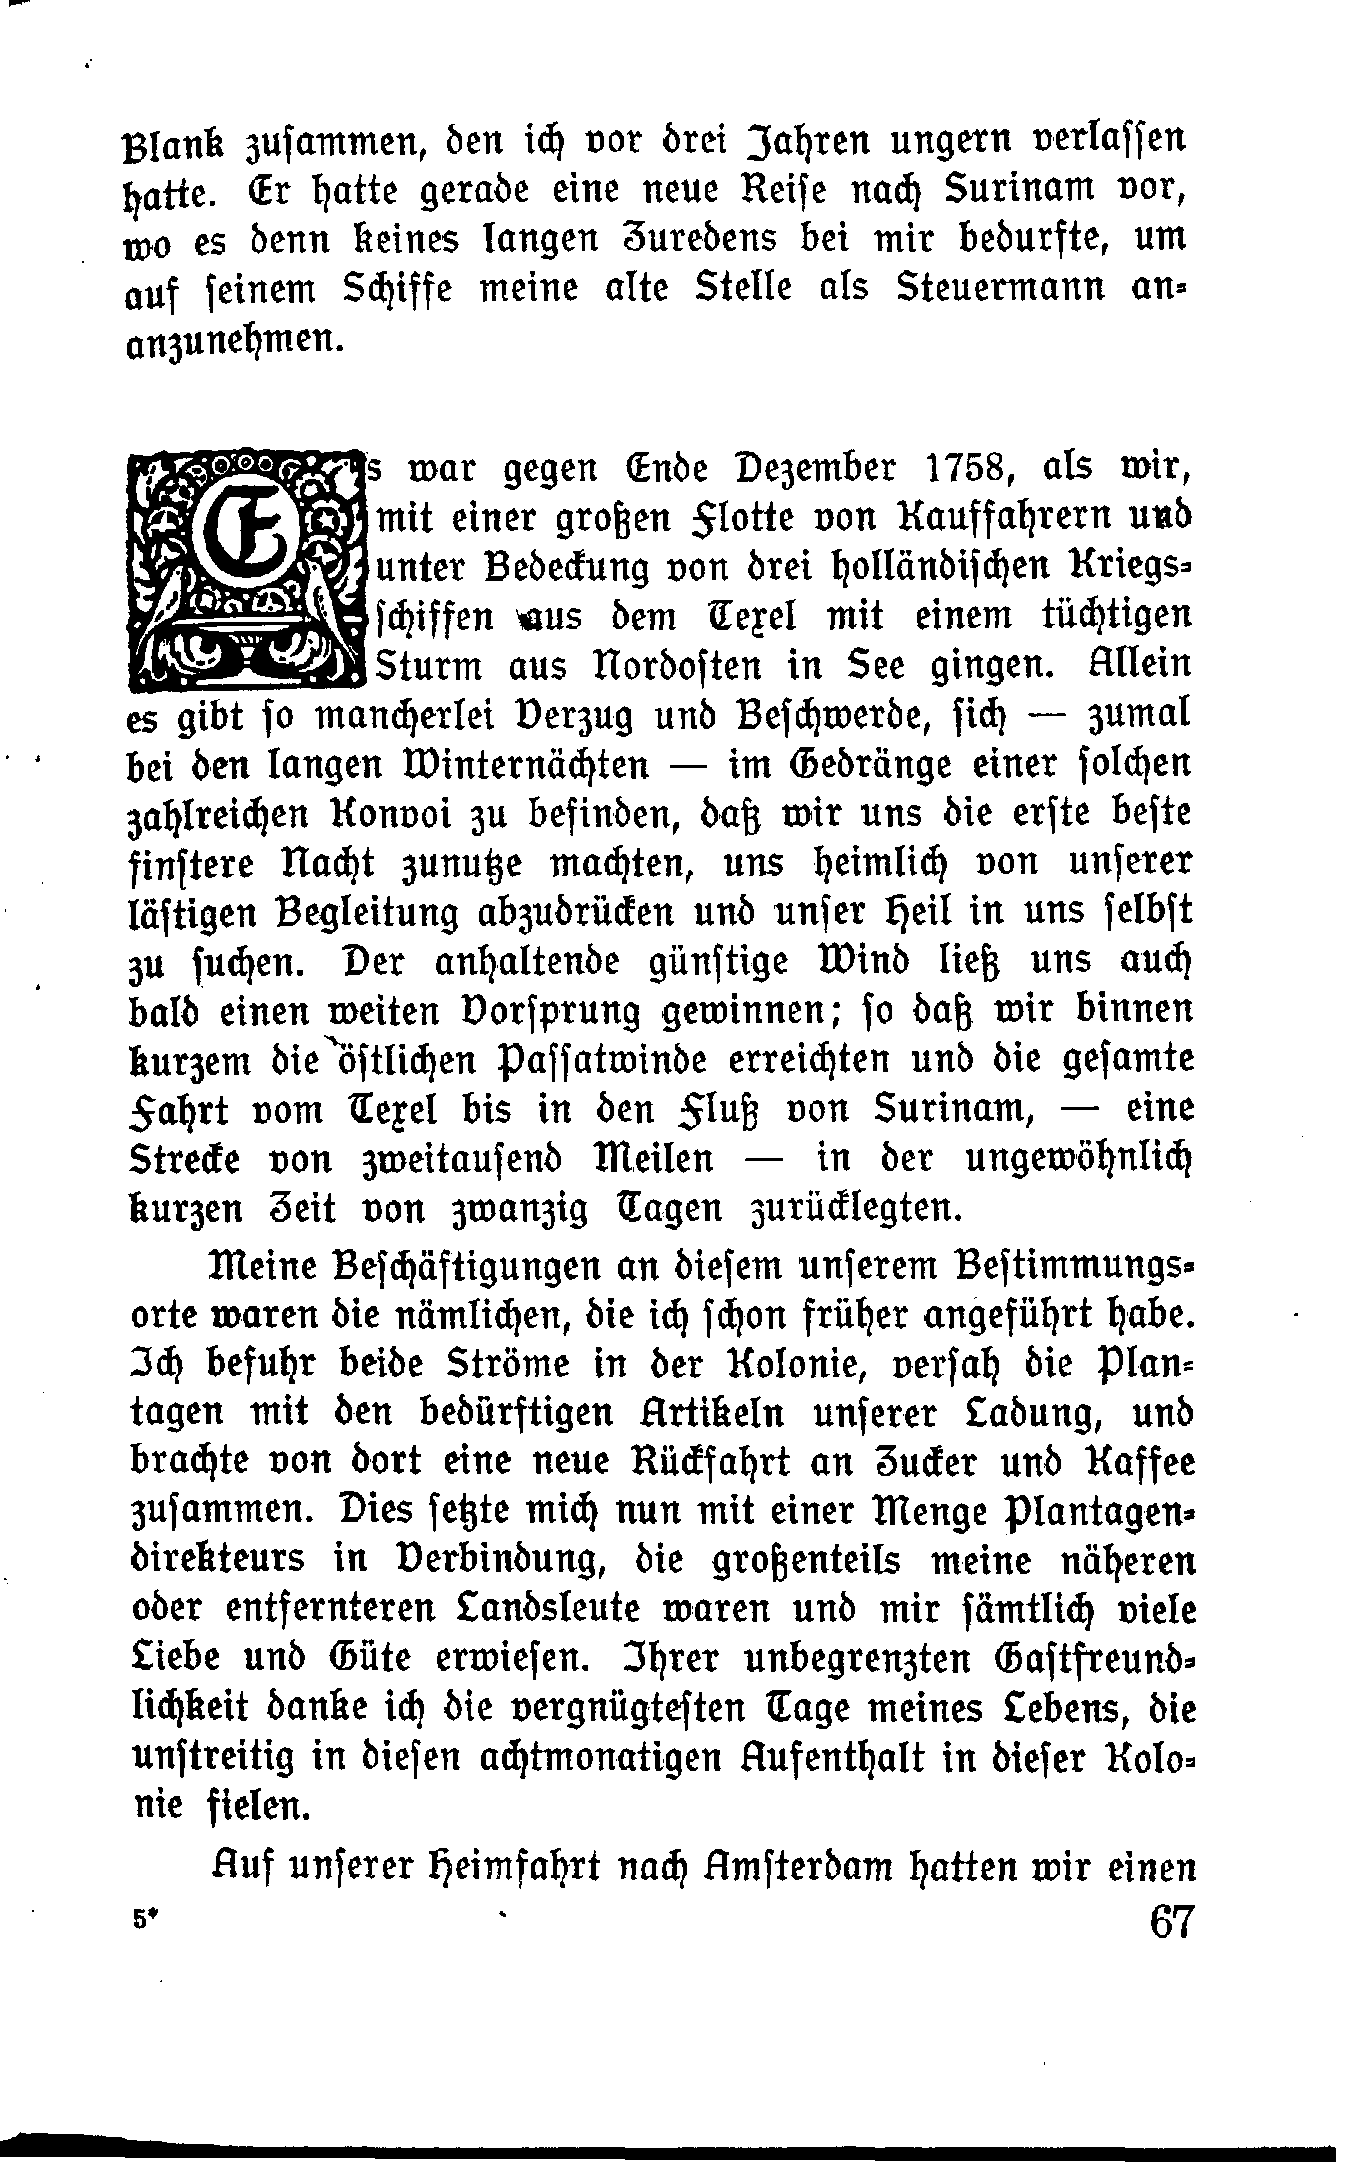 Blank zusammen, den ich vor drei Jahren ungern verlassen
hatte. Er hatte gerade eine neue Reise nach Surinam vor,
wo es denn keines langen Zuredens bei mir bedurfte, um
auf seinem Schiffe meine alte Stelle als Steuermann an-
anzunehmen.
Es war gegen Ende Dezember 1758, als wir,
mit einer großen Flotte von Kauffahrern und
unter Bedeckung von drei holländischen Kriegs-
schiffen aus dem Texel mit einem tüchtigen
Sturm aus Nordosten in See gingen. Allein
es gibt so mancherlei Verzug und Beschwerde, sich — zumal
bei den langen Winternächten — im Gedränge einer solchen
zahlreichen Konvoi zu befinden, daß wir uns die erste beste
finstere Nacht zunutze machten, uns heimlich von unserer
lästigen Begleitung abzudrücken und unser Heil in uns selbst
zu suchen. Der anhaltende günstige Wind ließ uns auch
bald einen weiten Vorsprung gewinnen; so daß wir binnen
kurzem die östlichen Passatwinde erreichten und die gesamte
Fahrt vom Texel bis in den Fluß von Surinam, — eine
Strecke von zweitausend Meilen — in der ungewöhnlich
kurzen Zeit von zwanzig Tagen zurücklegten.
Meine Beschäftigungen an diesem unserem Bestimmungs-
orte waren die nämlichen, die ich schon früher angeführt habe.
Ich befuhr beide Ströme in der Kolonie, versah die Plan-
tagen mit den bedürftigen Artikeln unserer Ladung, und
brachte von dort eine neue Rückfahrt an Zucker und Kaffee
zusammen. Dies setzte mich nun mit einer Menge Plantagen-
direkteurs in Verbindung, die großenteils meine näheren
oder entfernteren Landsleute waren und mir sämtlich viele
Liebe und Güte erwiesen. Ihrer unbegrenzten Gastfreund-
lichkeit danke ich die vergnügtesten Tage meines Lebens, die
unstreitig in diesen achtmonatigen Aufenthalt in dieser Kolo-
nie fielen.
Auf unserer Heimfahrt nach Amsterdam hatten wir einen
5* 67